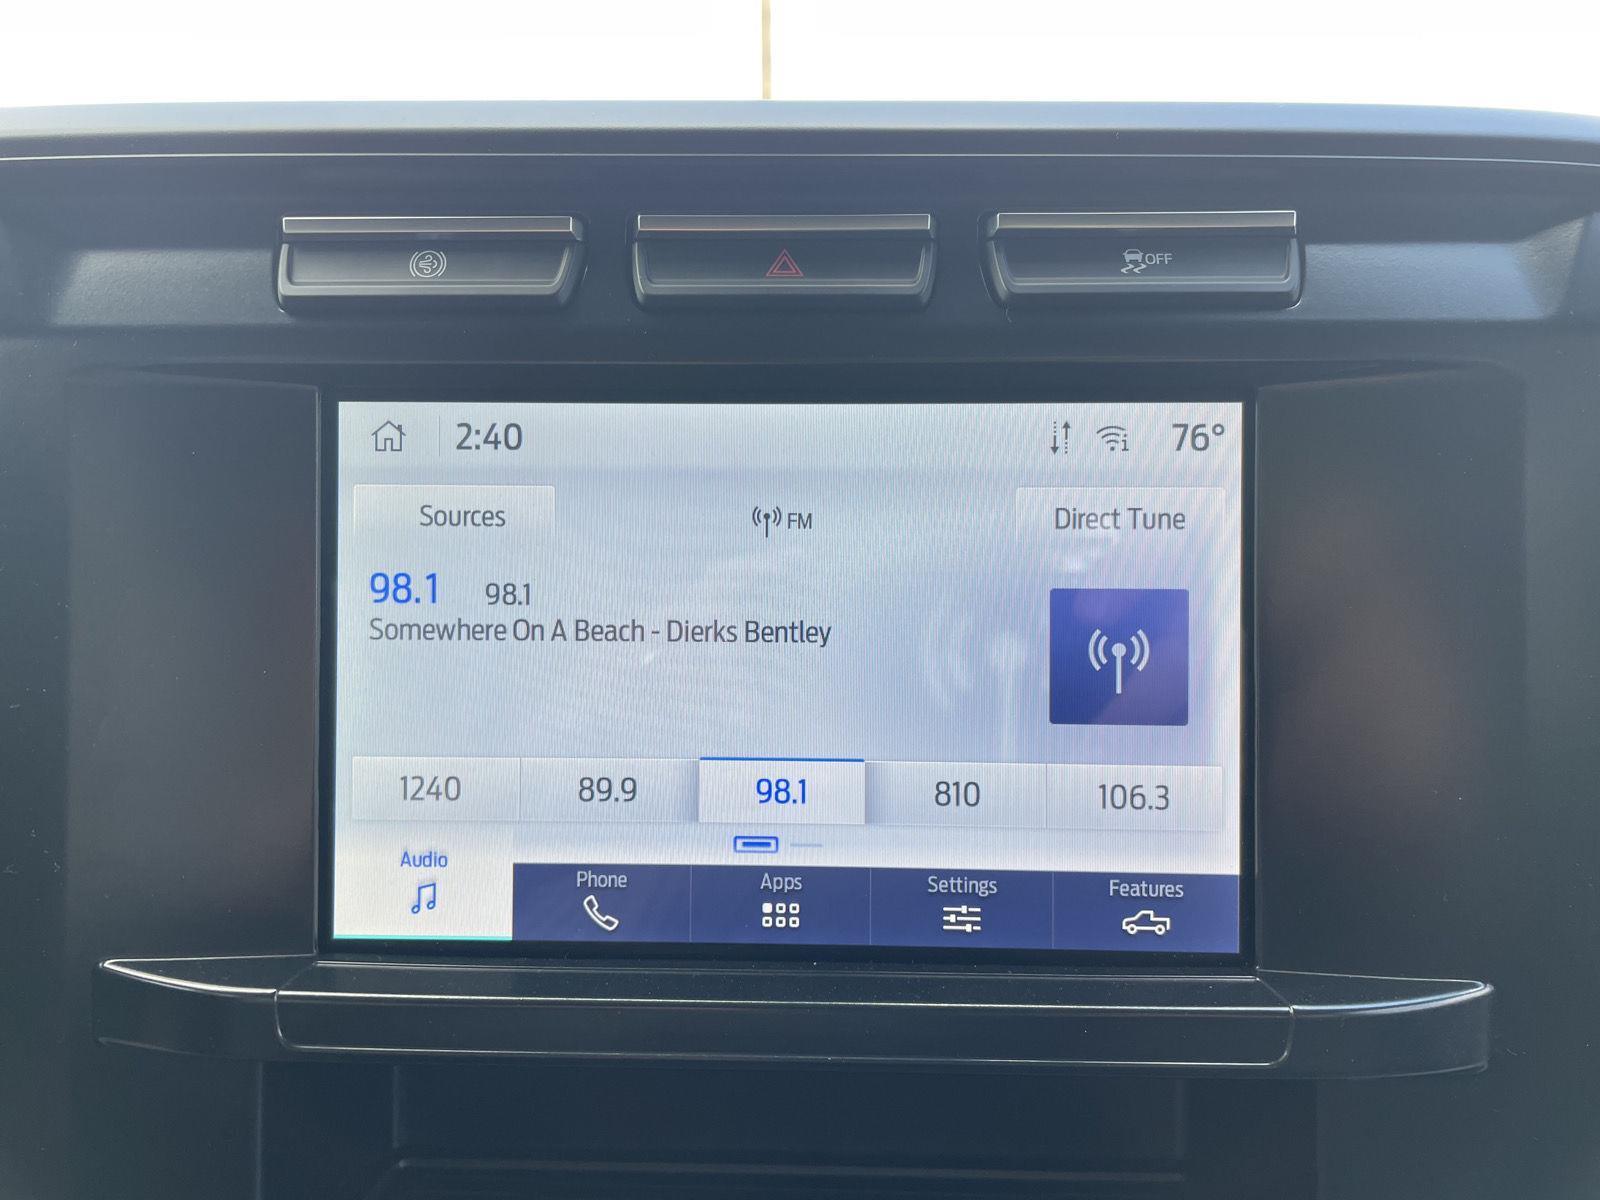 OFF
2:40 76°
Sources FM Direct Tune
98.1 98.1
Somewhere On A Beach - Dierks Bentley
1240 89.9 98.1 810 106.3
Audio Phone Apps Settings Features